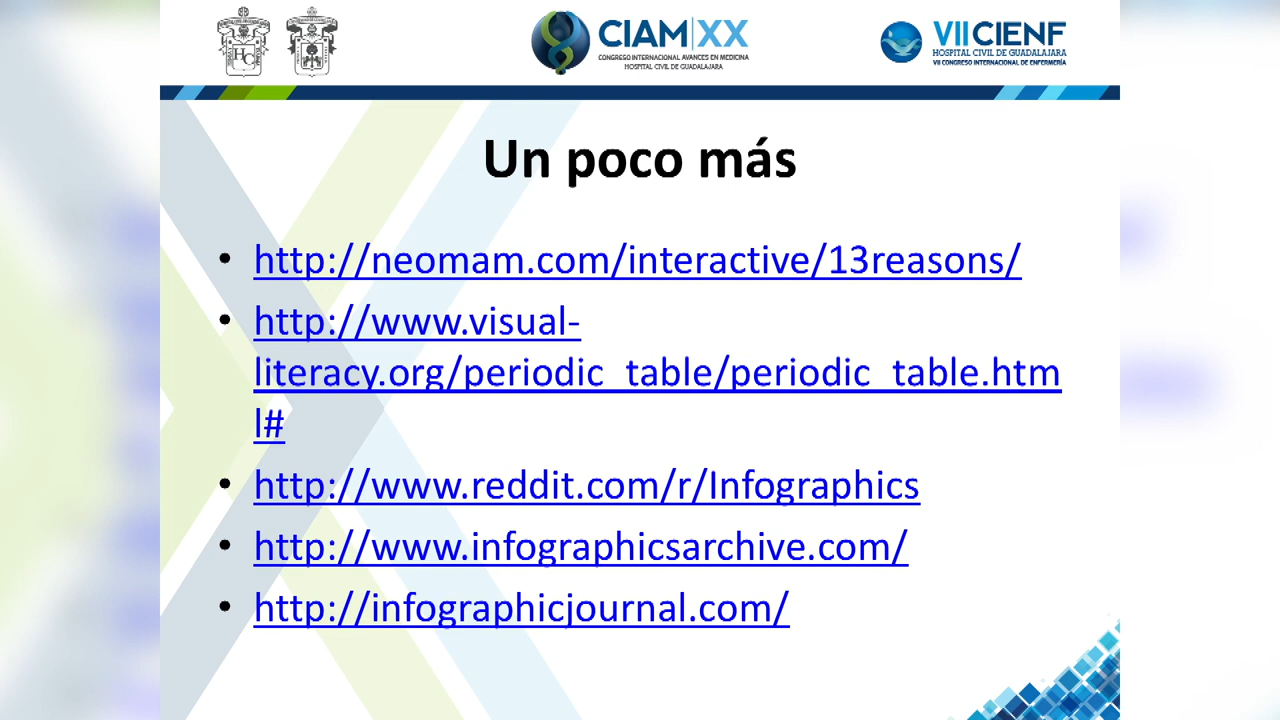 CIAM|XX
CONGRESO INTERNACIONAL AVANCES EN MEDICINA
HOSPITAL CIVIL DE GUADALAJARA
VII CIENF
HOSPITAL CIVIL DE GUADALAJARA
VII CONGRESO INTERNACIONAL DE ENFERMERÍA
Un poco más
• http://neomam.com/interactive/13reasons/
• http://www.visual-
literacy.org/periodic_table/periodic_table.htm
l#
• http://www.reddit.com/r/Infographics
• http://www.infographicsarchive.com/
• http://infographicjournal.com/